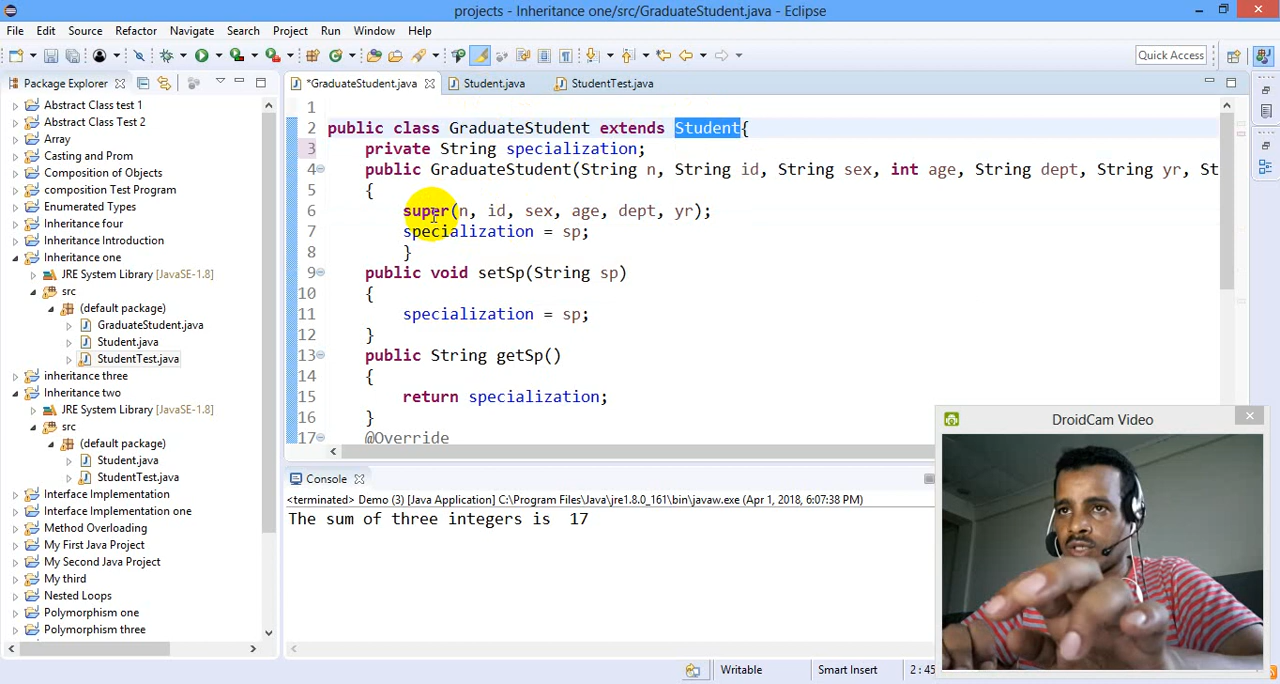 projects - Inheritance one/src/GraduateStudent.java - Eclipse
File Edit Source Refactor Navigate Search Project Run Window Help
Quick Access
Package Explorer
*GraduateStudent.java Student.java StudentTest.java
Abstract Class test 1
Abstract Class Test 2
Array
Casting and Prom
Composition of Objects
composition Test Program
Enumerated Types
Inheritance four
Inheritance Introduction
Inheritance one
JRE System Library [JavaSE-1.8]
src
(default package)
GraduateStudent.java
Student.java
StudentTest.java
inheritance three
Inheritance two
JRE System Library [JavaSE-1.8]
src
(default package)
Student.java
StudentTest.java
Interface Implementation
Interface Implementation one
Method Overloading
My First Java Project
My Second Java Project
My third
Nested Loops
Polymorphism one
Polymorphism three
1
2 public class GraduateStudent extends Student{
3 private String specialization;
4 public GraduateStudent(String n, String id, String sex, int age, String dept, String yr, St
5 {
6 super(n, id, sex, age, dept, yr);
7 specialization = sp;
8 }
9 public void setSp(String sp)
10 {
11 specialization = sp;
12 }
13 public String getSp()
14 {
15 return specialization;
16 }
17 @Override
Console
<terminated> Demo (3) [Java Application] C:\Program Files\Java\jre1.8.0_161\bin\javaw.exe (Apr 1, 2018, 6:07:38 PM)
The sum of three integers is 17
DroidCam Video
Writable Smart Insert 2 : 45